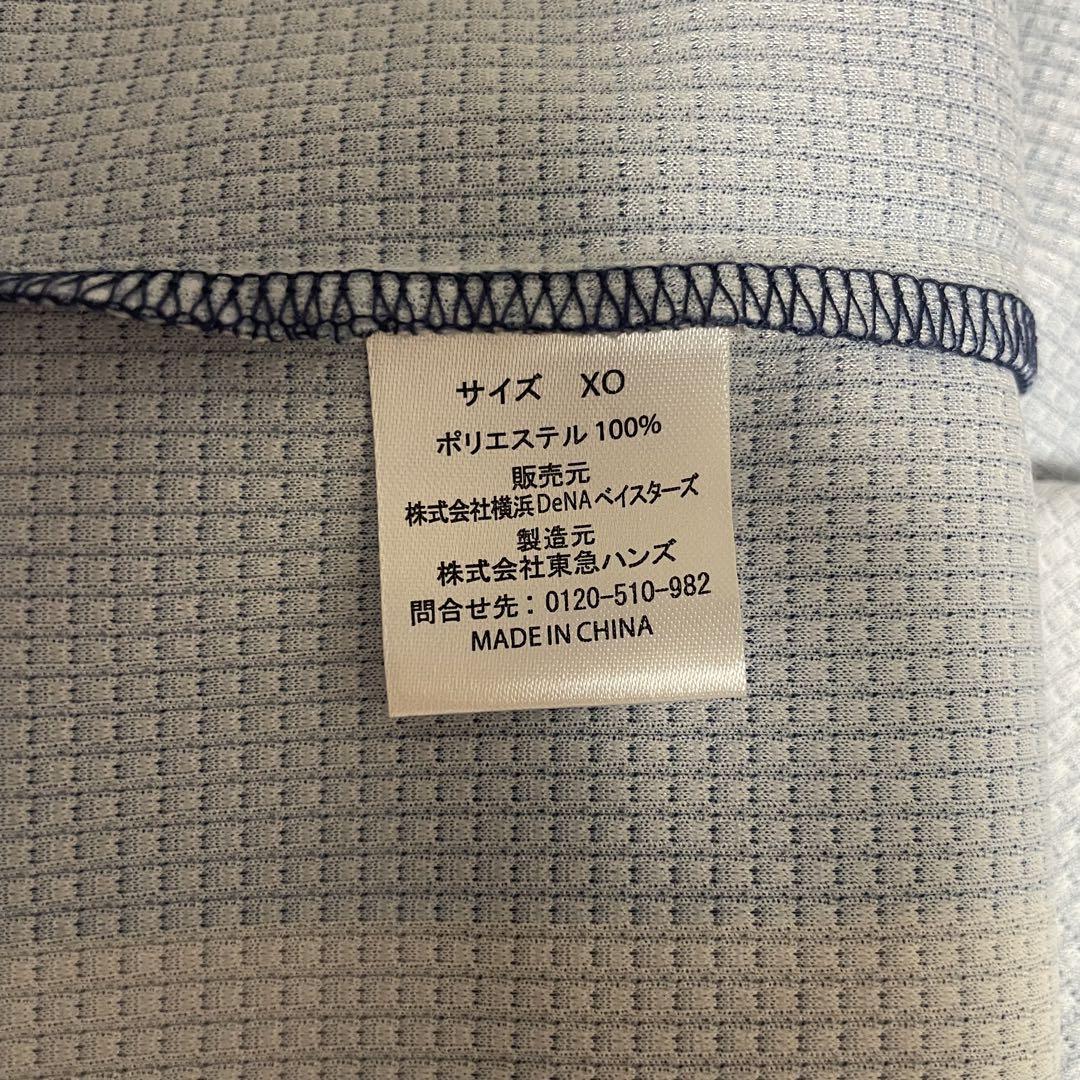 サイズ XO
ポリエステル 100%
販売元
株式会社横浜DeNAベイスターズ
製造元
株式会社東急ハンズ
問合せ先：0120-510-982
MADE IN CHINA